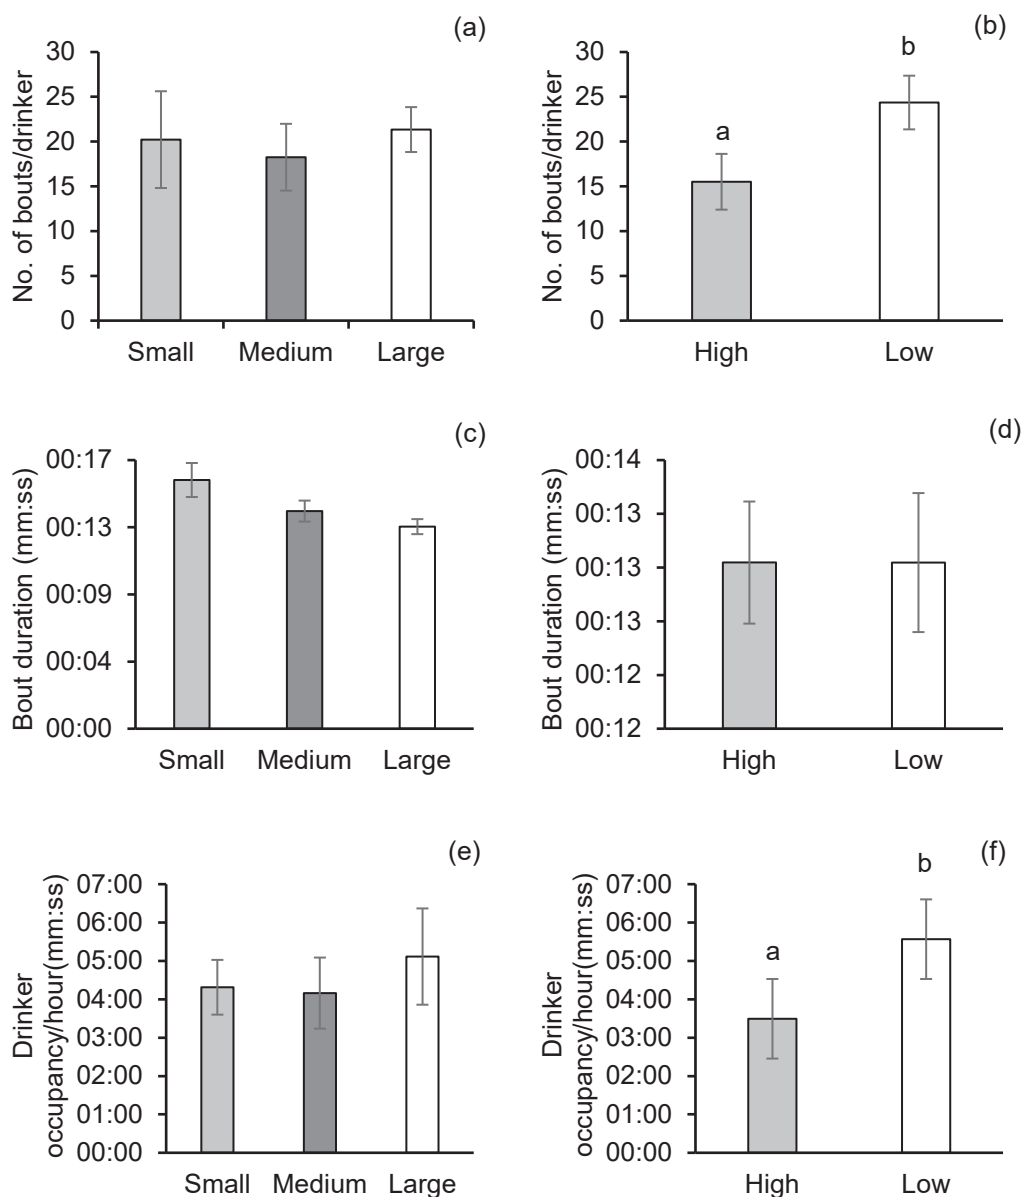 (a)
No. of bouts/drinker
30
25
20
15
10
5
0
Small Medium Large
(b)
No. of bouts/drinker
30
25
20
15
10
5
0
a
b
High Low
(c)
Bout duration (mm:ss)
00:17
00:13
00:09
00:04
00:00
Small Medium Large
(d)
Bout duration (mm:ss)
00:14
00:13
00:13
00:13
00:12
00:12
High Low
(e)
Drinker
occupancy/hour(mm:ss)
07:00
06:00
05:00
04:00
03:00
02:00
01:00
00:00
Small Medium Large
(f)
Drinker
occupancy/hour(mm:ss)
07:00
06:00
05:00
04:00
03:00
02:00
01:00
00:00
a
b
High Low